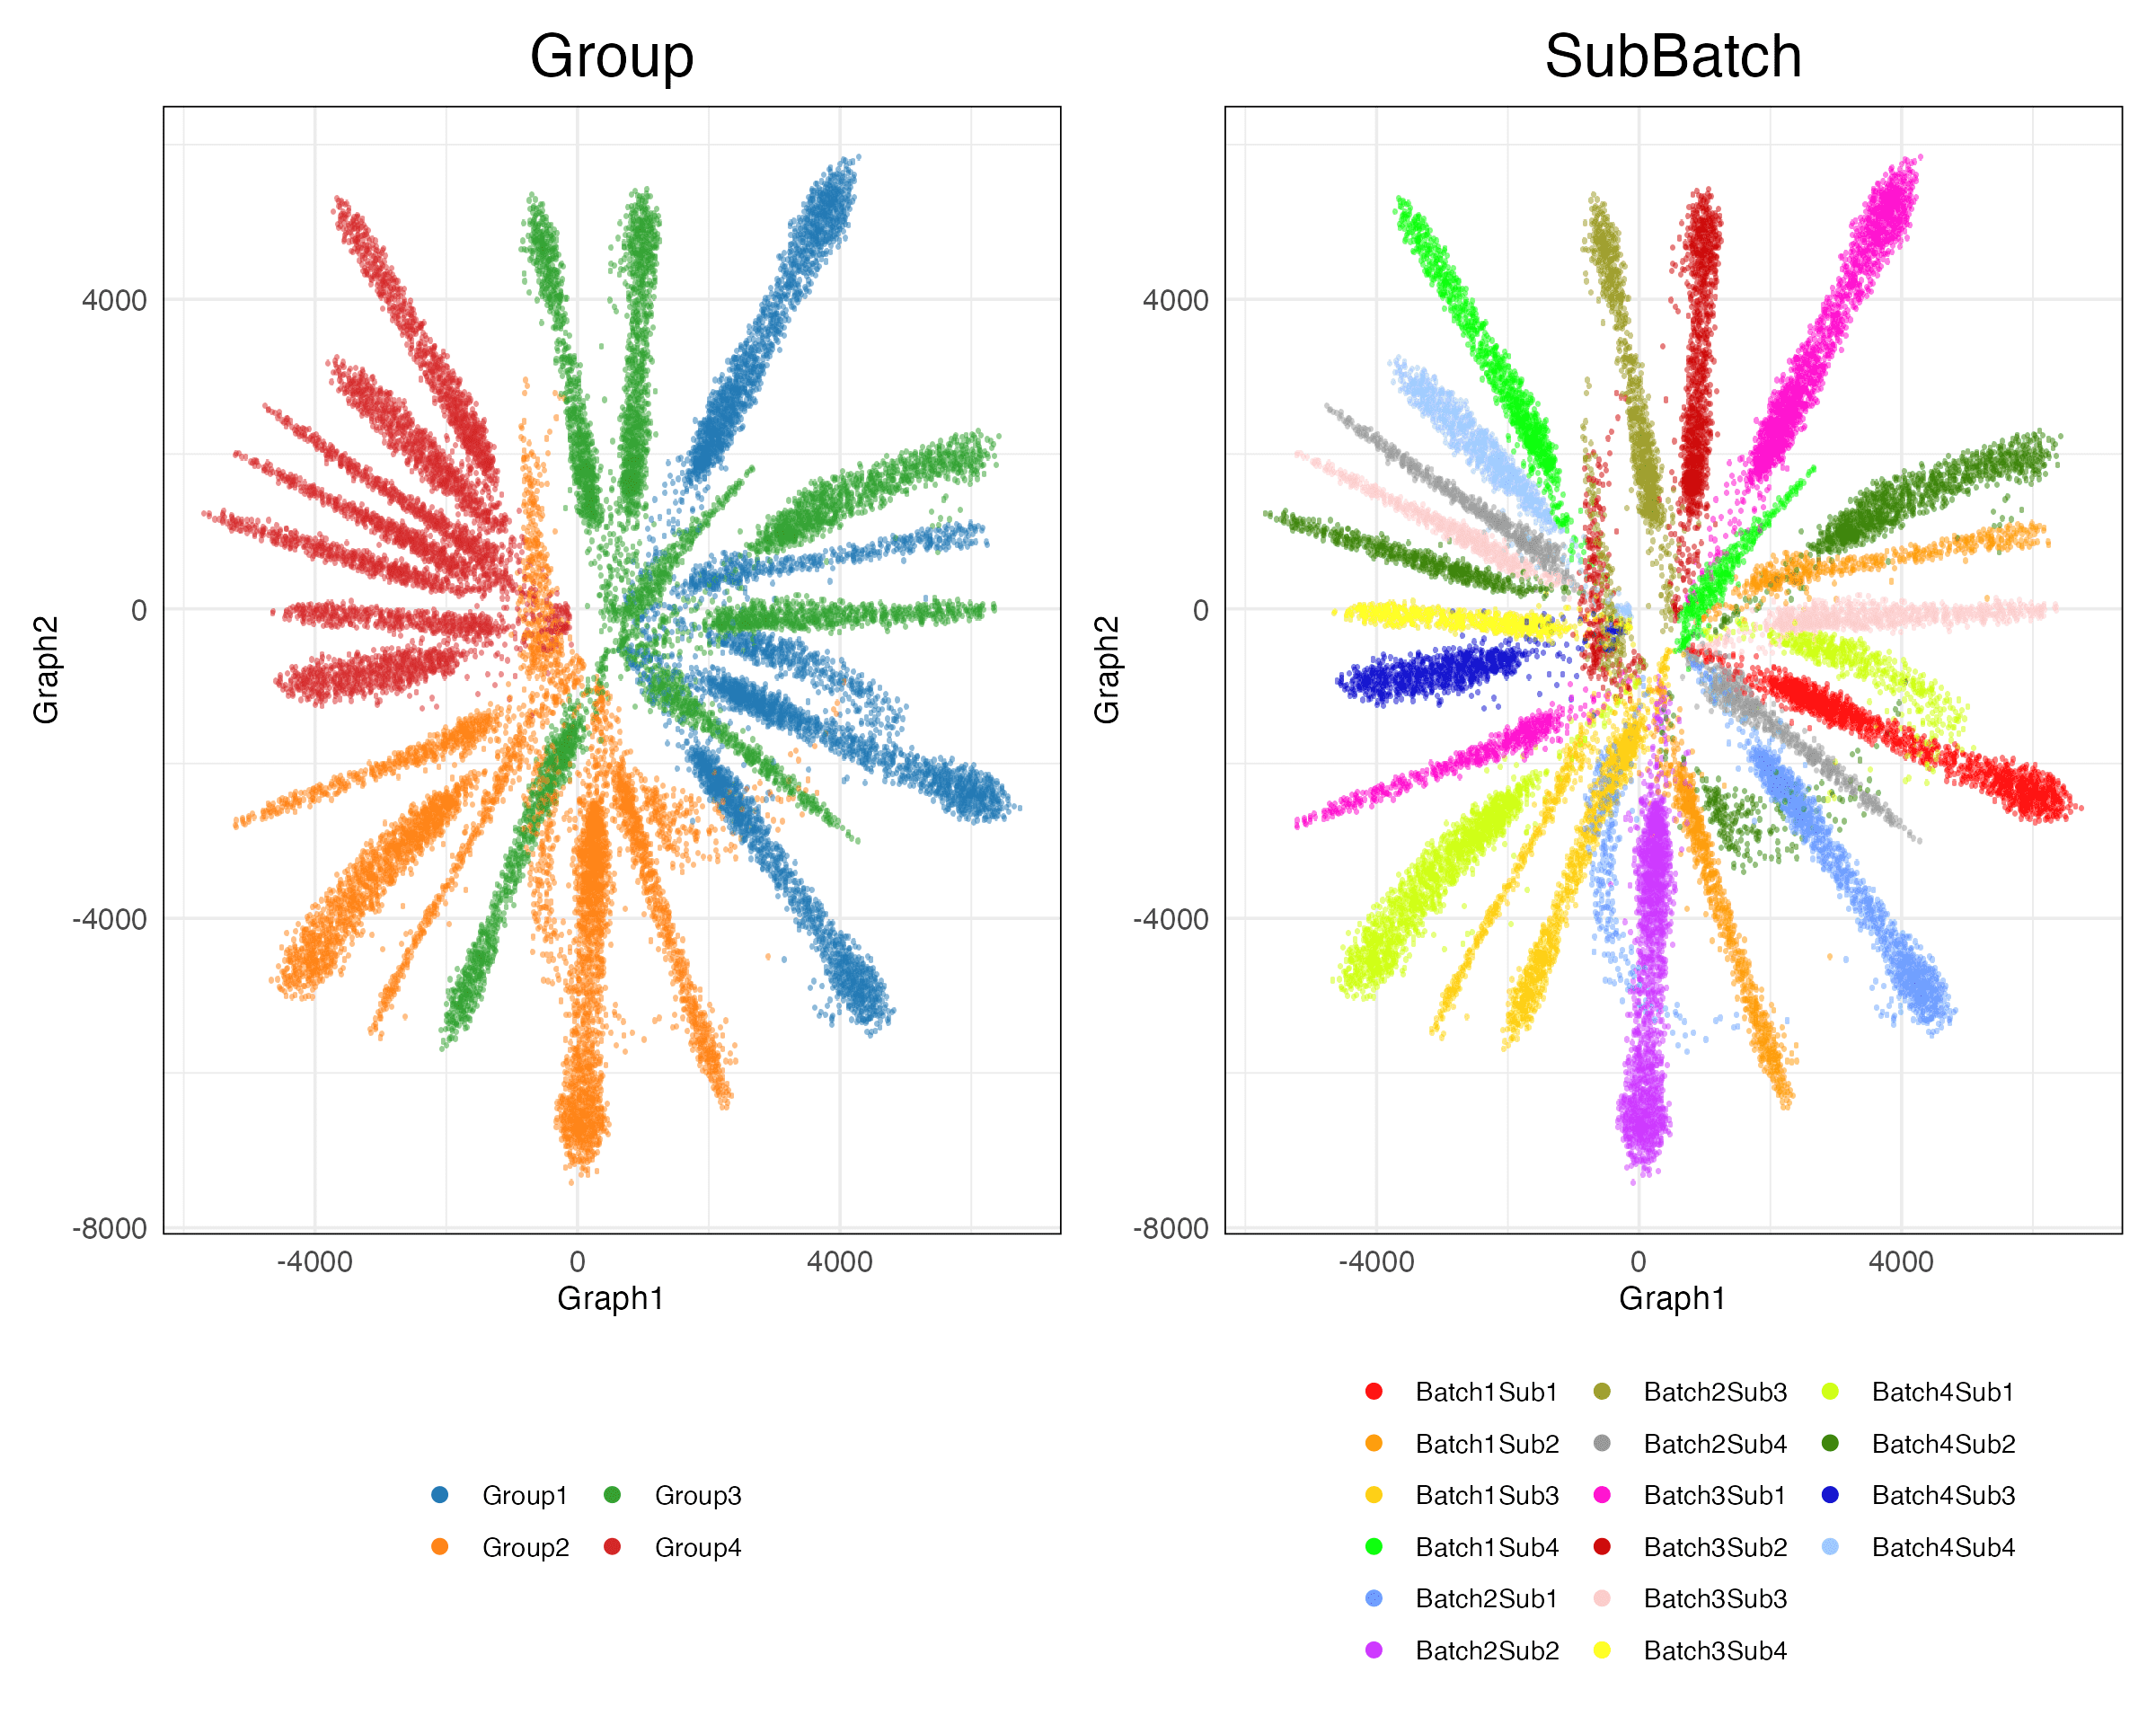 Group
SubBatch
Graph2
4000
0
-4000
-8000
-4000
0
4000
Graph1
Graph2
4000
0
-4000
-8000
-4000
0
4000
Graph1
Group1
Group3
Group2
Group4
Batch1Sub1
Batch2Sub3
Batch4Sub1
Batch1Sub2
Batch2Sub4
Batch4Sub2
Batch1Sub3
Batch3Sub1
Batch4Sub3
Batch1Sub4
Batch3Sub2
Batch4Sub4
Batch2Sub1
Batch3Sub3
Batch2Sub2
Batch3Sub4